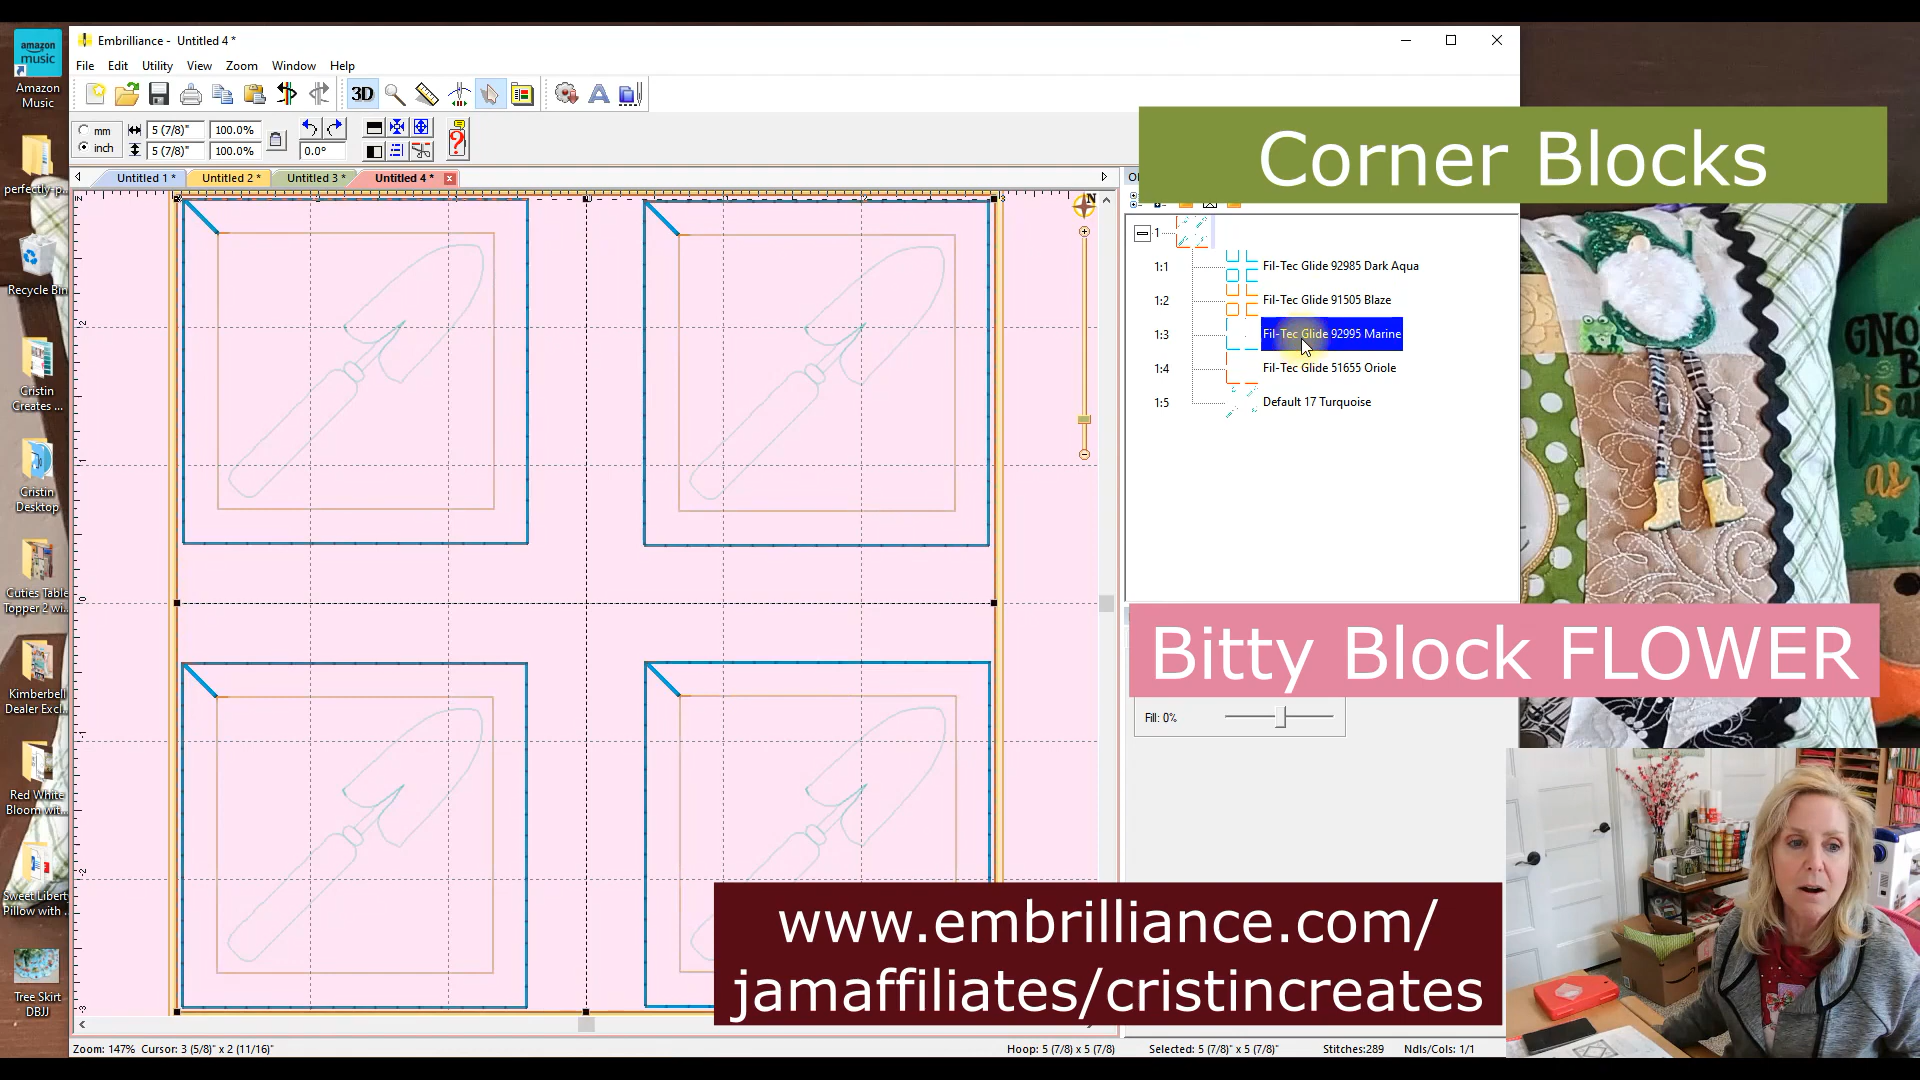 amazon
music
Amazon
Music
perfectly-p...
Recycle Bin
Cristin
Creates ...
Cristin
Desktop
Cuties Table
Topper 2 wi...
Kimberbell
Dealer Excl...
Red White
Bloom wit...
Sweet Liberty
Pillow with ...
Tree Skirt
DBJJ
Embrilliance - Untitled 4 *
File Edit Utility View Zoom Window Help
3D
mm
inch
5 (7/8)" 100.0%
5 (7/8)" 100.0%
0.0°
Untitled 1 * Untitled 2 * Untitled 3 * Untitled 4 * x
N
Corner Blocks
1
1:1 Fil-Tec Glide 92985 Dark Aqua
1:2 Fil-Tec Glide 91505 Blaze
1:3 Fil-Tec Glide 92995 Marine
1:4 Fil-Tec Glide 51655 Oriole
1:5 Default 17 Turquoise
Bitty Block FLOWER
Fill: 0%
www.embrilliance.com/
jamaffiliates/cristincreates
Zoom: 147% Cursor: 3 (5/8)" x 2 (11/16)" Hoop: 5 (7/8) x 5 (7/8) Selected: 5 (7/8)" x 5 (7/8)" Stitches:289 Ndls/Cols: 1/1